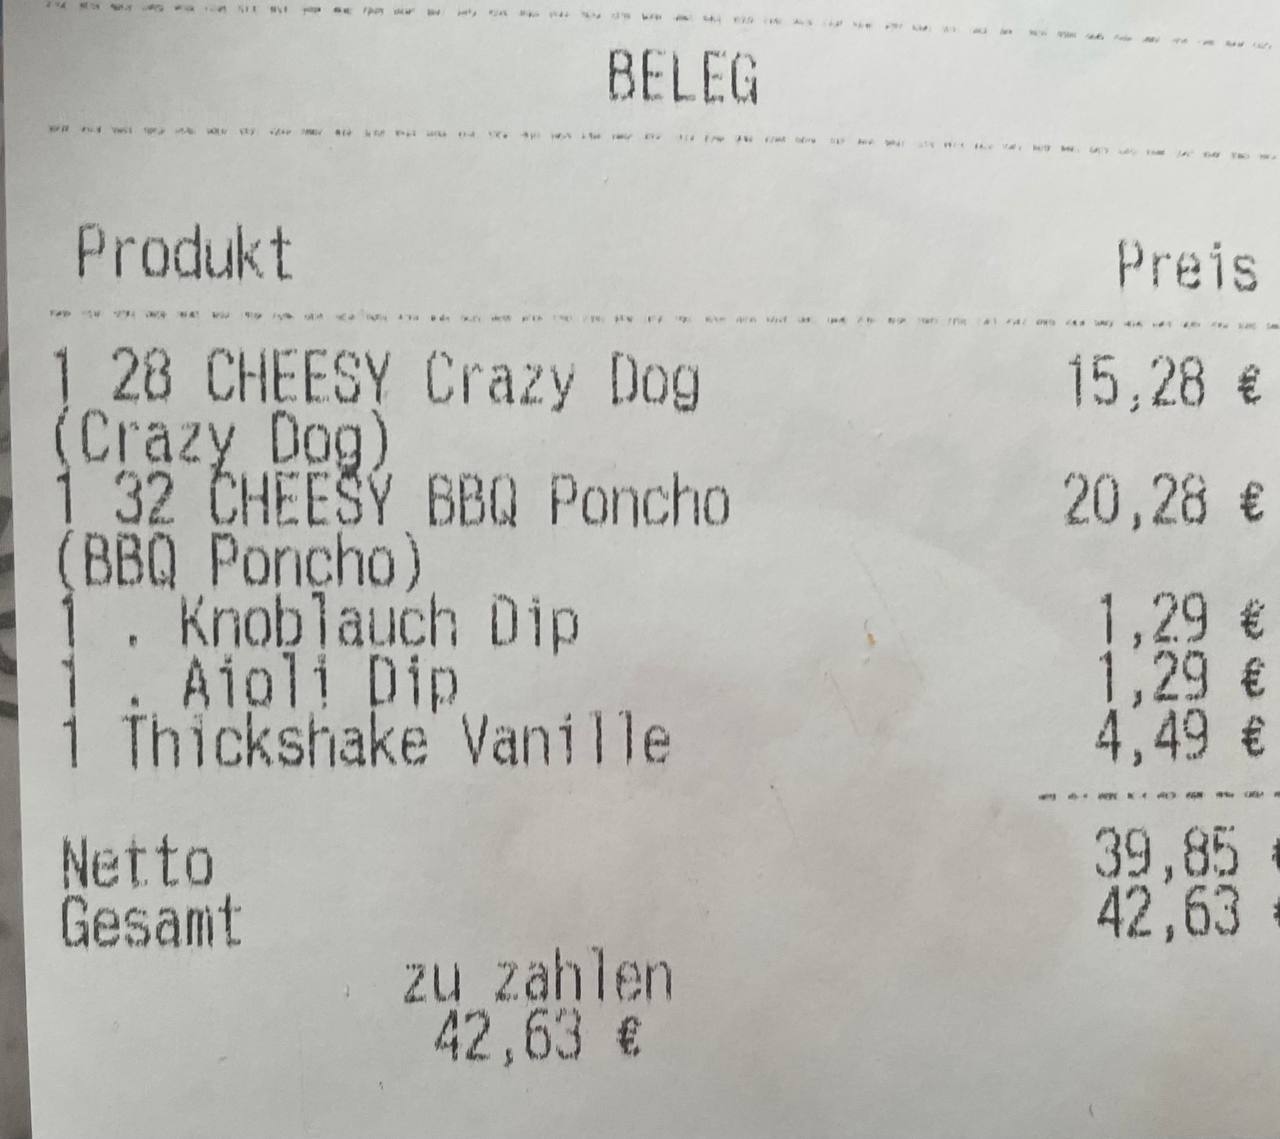 BELEG
Produkt Preis
1 28 CHEESY Crazy Dog 15,28 €
(Crazy Dog)
1 32 CHEESY BBQ Poncho 20,28 €
(BBQ Poncho)
1 . Knoblauch Dip 1,29 €
1 . Aioli Dip 1,29 €
1 Thickshake Vanille 4,49 €
Netto 39,85 €
Gesamt 42,63 €
zu zahlen
42,63 €